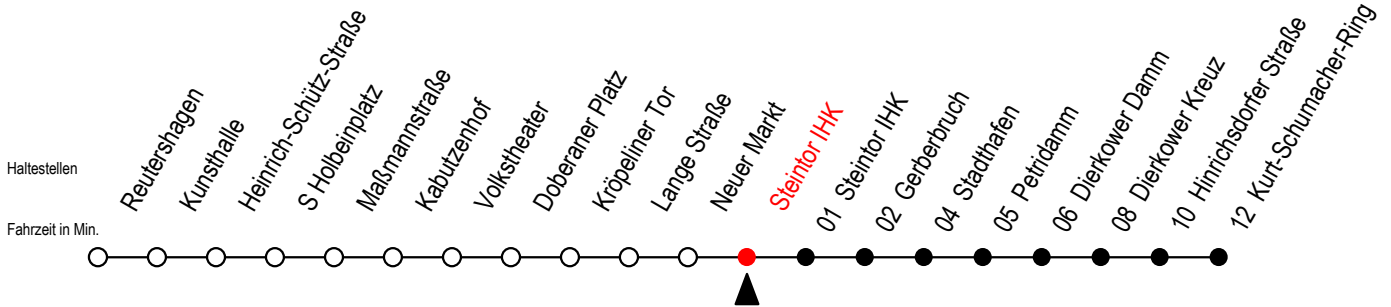 Haltestellen
Fahrzeit in Min.
Reutershagen
Kunsthalle
Heinrich-Schütz-Straße
S Holbeinplatz
Maßmannstraße
Kabutzenhof
Volkstheater
Doberaner Platz
Kröpeliner Tor
Lange Straße
Neuer Markt
Steintor IHK
01 Steintor IHK
02 Gerberbruch
04 Stadthafen
05 Petridamm
06 Dierkower Damm
08 Dierkower Kreuz
10 Hinrichsdorfer Straße
12 Kurt-Schumacher-Ring